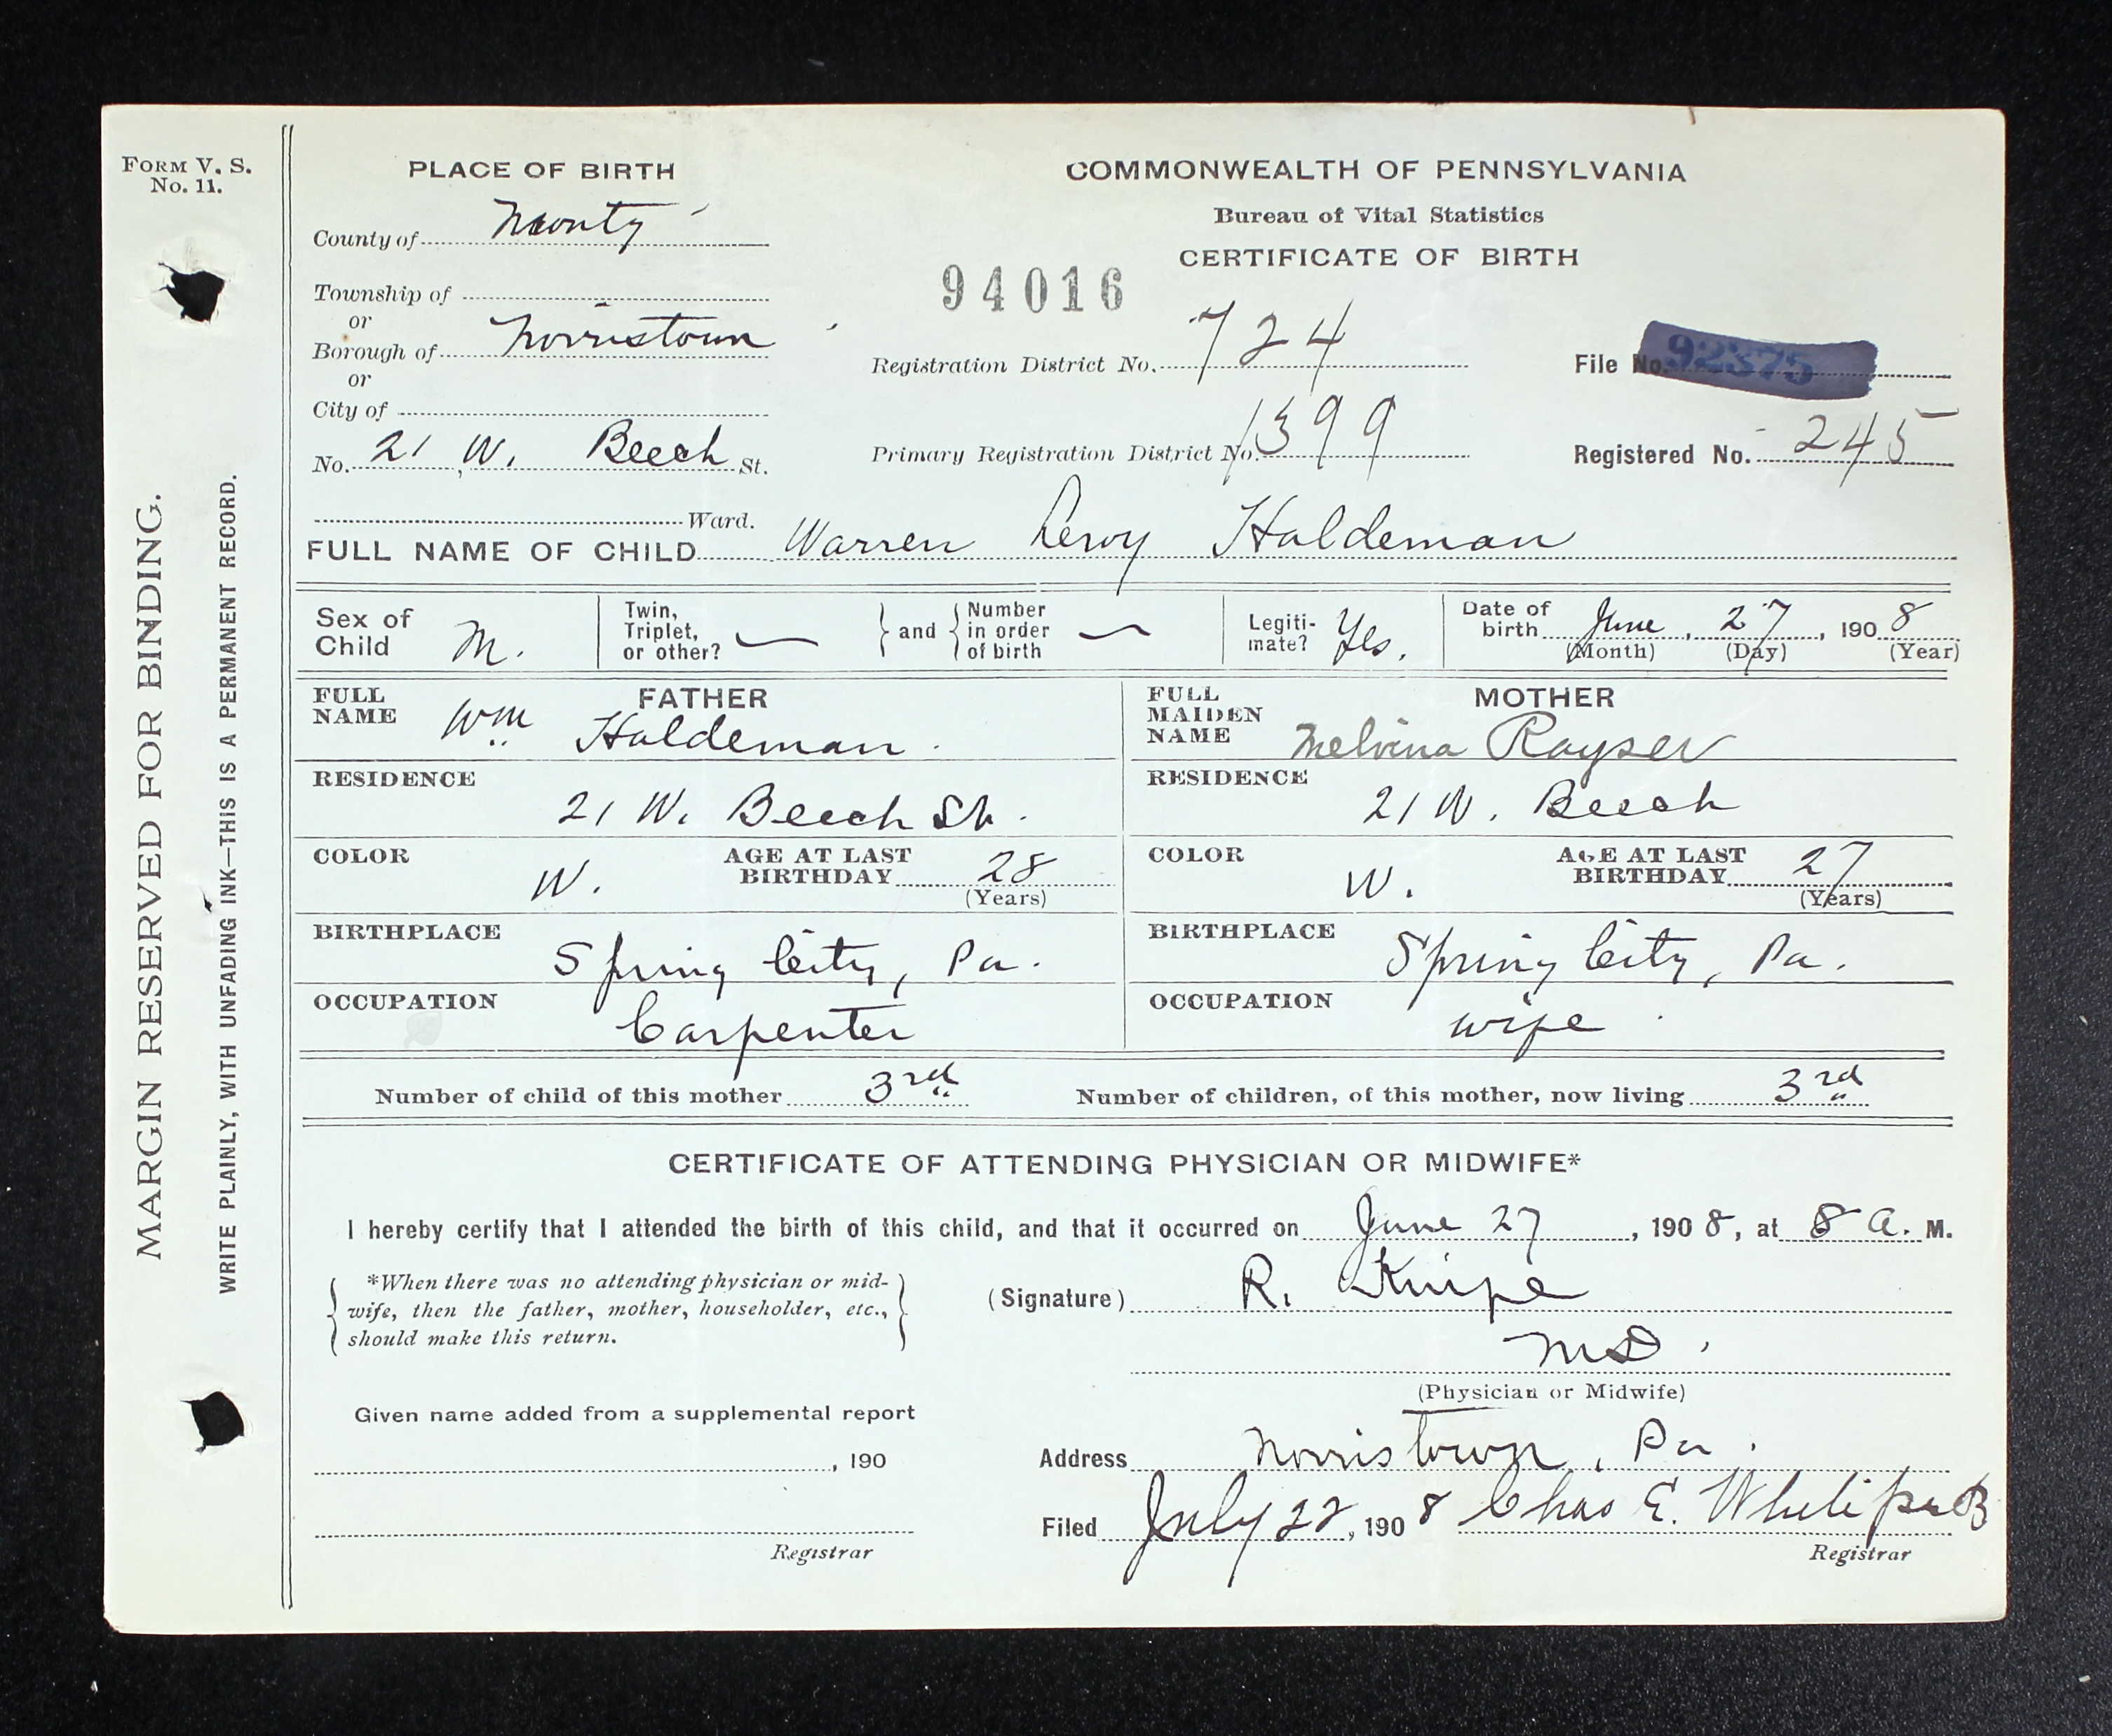 FORM V. S.
No. 11.
MARGIN RESERVED FOR BINDING.
WRITE PLAINLY, WITH UNFADING INK—THIS IS A PERMANENT RECORD.
PLACE OF BIRTH
County of Monty
Township of
or
Borough of Norristown
or
City of
No. 21 W. Beech St.
Ward.
COMMONWEALTH OF PENNSYLVANIA
Bureau of Vital Statistics
CERTIFICATE OF BIRTH
94016
Registration District No. 724
File No. 92375
Primary Registration District No. 1399
Registered No. 245
FULL NAME OF CHILD Warren Leroy Haldeman
Sex of Child M.
Twin, Triplet, or other? —
and
Number in order of birth —
Legiti-mate? Yes.
Date of birth June, 27, 1908
(Month) (Day) (Year)
FATHER
FULL NAME Wm Haldeman.
RESIDENCE
21 W. Beech St.
COLOR W.
AGE AT LAST BIRTHDAY 28
(Years)
BIRTHPLACE
Spring City, Pa.
OCCUPATION
Carpenter
MOTHER
FULL MAIDEN NAME Melvina Rayser
RESIDENCE
21 W. Beech
COLOR W.
AGE AT LAST BIRTHDAY 27
(Years)
BIRTHPLACE
Spring City, Pa.
OCCUPATION
wife
Number of child of this mother 3rd
Number of children, of this mother, now living 3rd
CERTIFICATE OF ATTENDING PHYSICIAN OR MIDWIFE*
I hereby certify that I attended the birth of this child, and that it occurred on June 27, 1908, at 8 A. M.
*When there was no attending physician or mid-
wife, then the father, mother, householder, etc.,
should make this return.
(Signature) R. Knipe
MD.
(Physician or Midwife)
Given name added from a supplemental report
, 190
Registrar
Address Norristown, Pa.
Filed July 22, 1908 Chas E.
Registrar